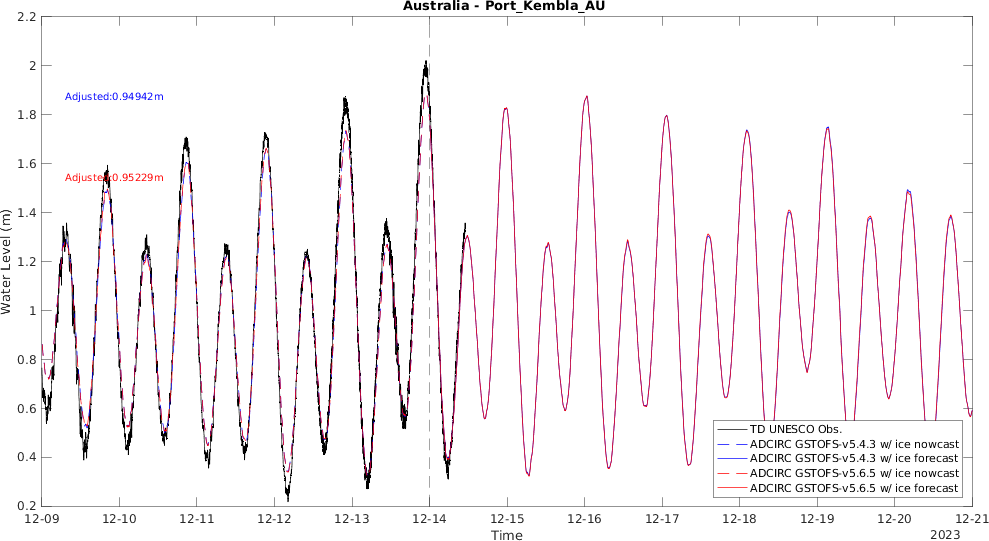 Australia - Port_Kembla_AU
2.2
2
1.8
1.6
1.4
1.2
1
0.8
0.6
0.4
0.2
Water Level (m)
Adjusted:0.94942m
Adjusted:0.95229m
TD UNESCO Obs.
ADCIRC GSTOFS-v5.4.3 w/ ice nowcast
ADCIRC GSTOFS-v5.4.3 w/ ice forecast
ADCIRC GSTOFS-v5.6.5 w/ ice nowcast
ADCIRC GSTOFS-v5.6.5 w/ ice forecast
12-09 12-10 12-11 12-12 12-13 12-14 12-15 12-16 12-17 12-18 12-19 12-20 12-21
Time
2023